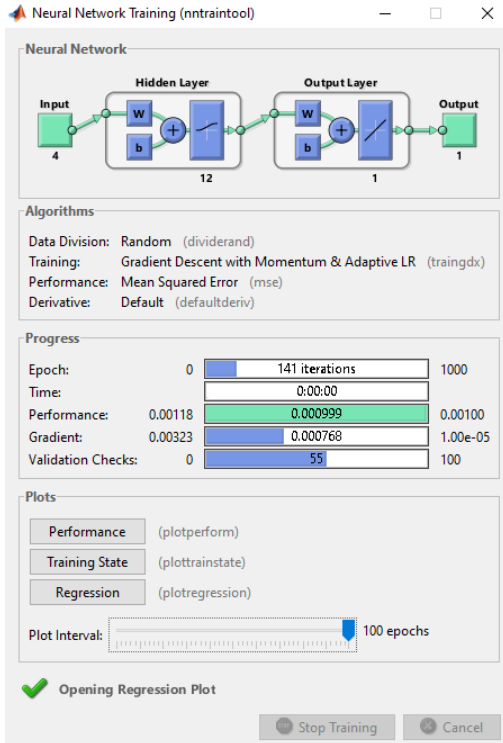 Neural Network Training (nntraintool)
Neural Network
Hidden Layer
Output Layer
Input
Output
W
b
+
W
b
+
4
12
1
1
Algorithms
Data Division: Random (dividerand)
Training: Gradient Descent with Momentum & Adaptive LR (traingdx)
Performance: Mean Squared Error (mse)
Derivative: Default (defaultderiv)
Progress
Epoch: 0 141 iterations 1000
Time: 0:00:00
Performance: 0.00118 0.000999 0.00100
Gradient: 0.00323 0.000768 1.00e-05
Validation Checks: 0 55 100
Plots
Performance (plotperform)
Training State (plottrainstate)
Regression (plotregression)
Plot Interval: 100 epochs
Opening Regression Plot
Stop Training Cancel